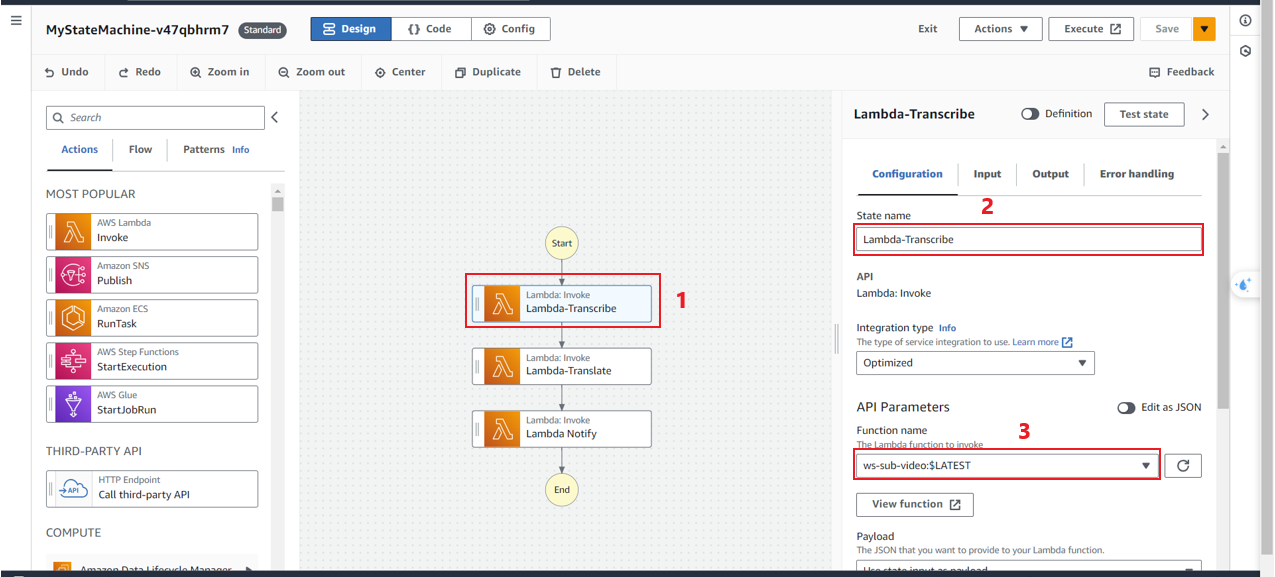 MyStateMachine-v47qbhrm7 Standard Design {} Code Config Exit Actions Execute Save
Undo Redo Zoom in Zoom out Center Duplicate Delete Feedback
Search
Actions Flow Patterns Info
MOST POPULAR
AWS Lambda
Invoke
Amazon SNS
Publish
Amazon ECS
RunTask
AWS Step Functions
StartExecution
AWS Glue
StartJobRun
THIRD-PARTY API
API
HTTP Endpoint
Call third-party API
COMPUTE
Amazon Data Lifecycle Manager
Start
Lambda: Invoke
Lambda-Transcribe
1
Lambda: Invoke
Lambda-Translate
Lambda: Invoke
Lambda Notify
End
Lambda-Transcribe Definition Test state
Configuration Input Output Error handling
2
State name
Lambda-Transcribe
API
Lambda: Invoke
Integration type Info
The type of service integration to use. Learn more
Optimized
API Parameters Edit as JSON
Function name
The Lambda function to invoke
3
ws-sub-video:$LATEST
View function
Payload
The JSON that you want to provide to your Lambda function.
Use state input as payload